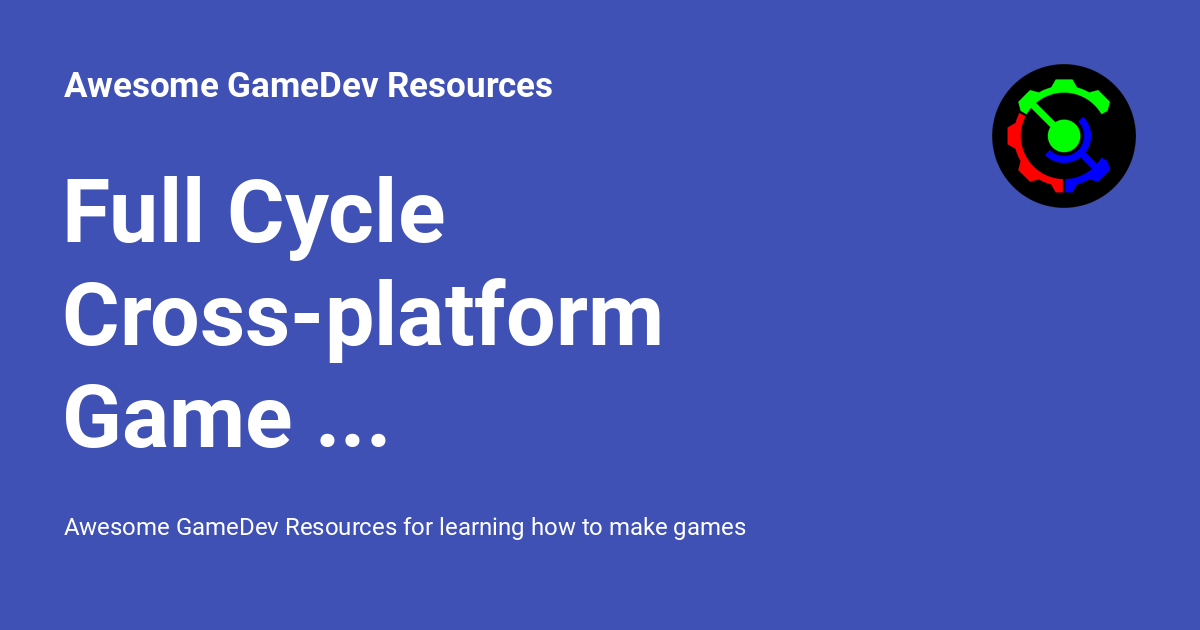 Awesome GameDev Resources
Full Cycle
Cross-platform
Game ...
Awesome GameDev Resources for learning how to make games